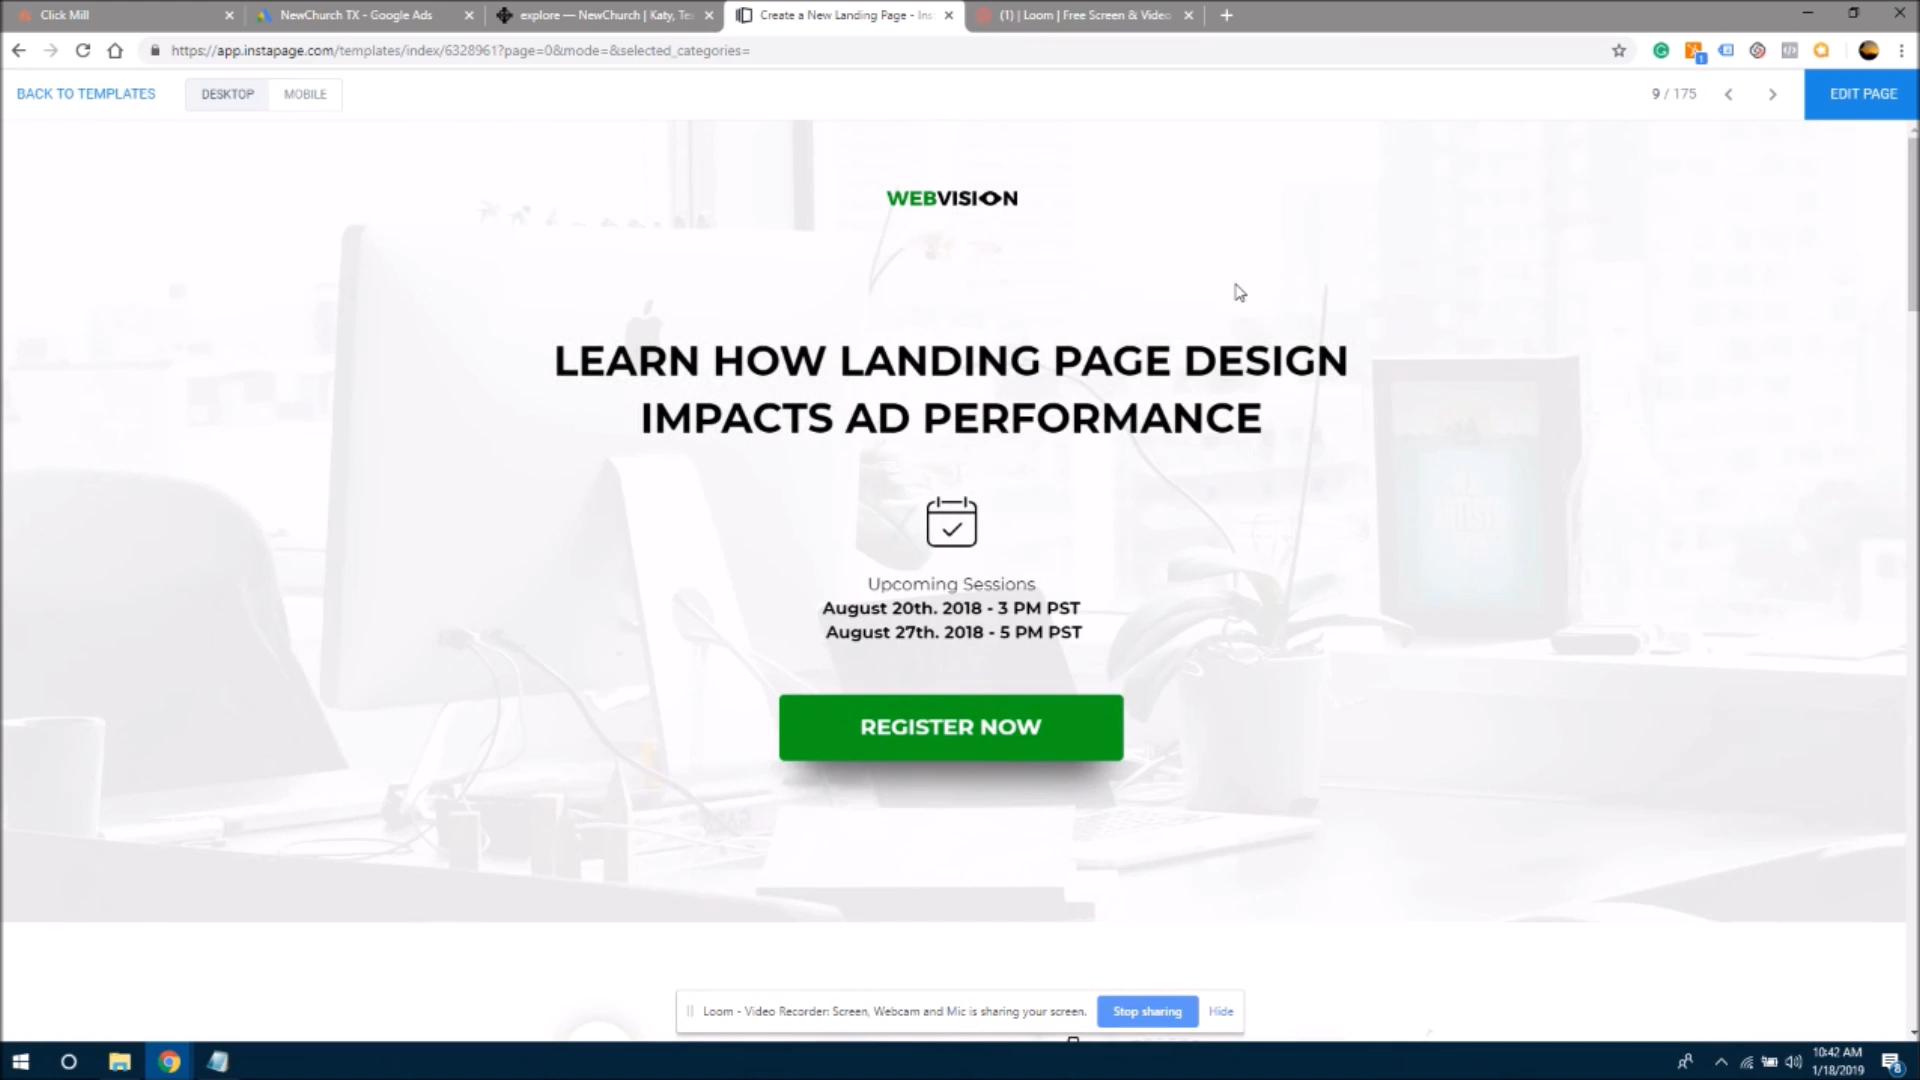 Click Mill
NewChurch TX - Google Ads
explore — NewChurch | Katy, Te
Create a New Landing Page - Ins
(1) | Loom | Free Screen & Video
https://app.instapage.com/templates/index/6328961?page=0&mode=&selected_categories=
1
BACK TO TEMPLATES
DESKTOP
MOBILE
9 / 175
EDIT PAGE
WEBVISION
LEARN HOW LANDING PAGE DESIGN
IMPACTS AD PERFORMANCE
Upcoming Sessions
August 20th. 2018 - 3 PM PST
August 27th. 2018 - 5 PM PST
REGISTER NOW
Loom - Video Recorder: Screen, Webcam and Mic is sharing your screen.
Stop sharing
Hide
10:42 AM
1/18/2019
8